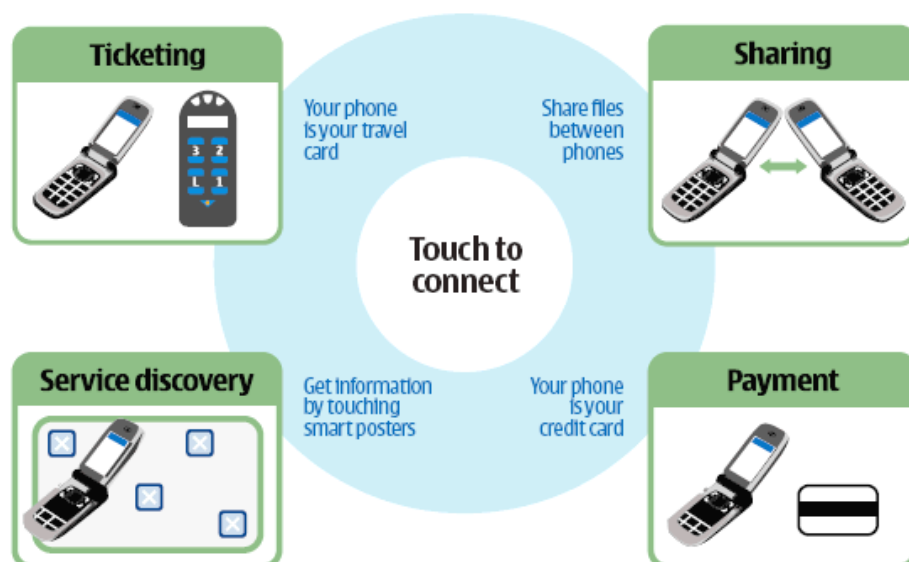 Ticketing
Your phone
is your travel
card
3 2
L 1
Sharing
Share files
between
phones
Touch to
connect
Service discovery
Get information
by touching
smart posters
Payment
Your phone
is your
credit card